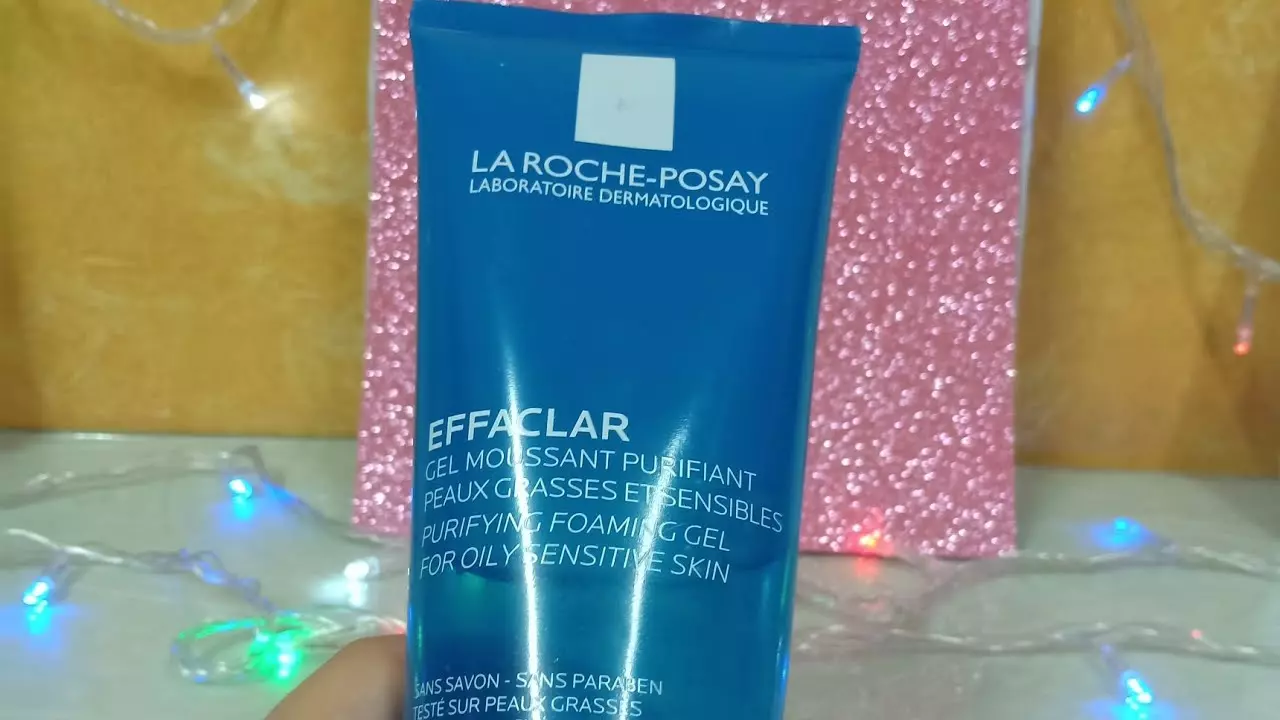 LA ROCHE-POSAY
LABORATOIRE DERMATOLOGIQUE
EFFACLAR
GEL MOUSSANT PURIFIANT
PEAUX GRASSES ET SENSIBLES
PURIFYING FOAMING GEL
FOR OILY SENSITIVE SKIN
SANS SAVON - SANS PARABEN
TESTÉ SUR PEAUX GRASSES